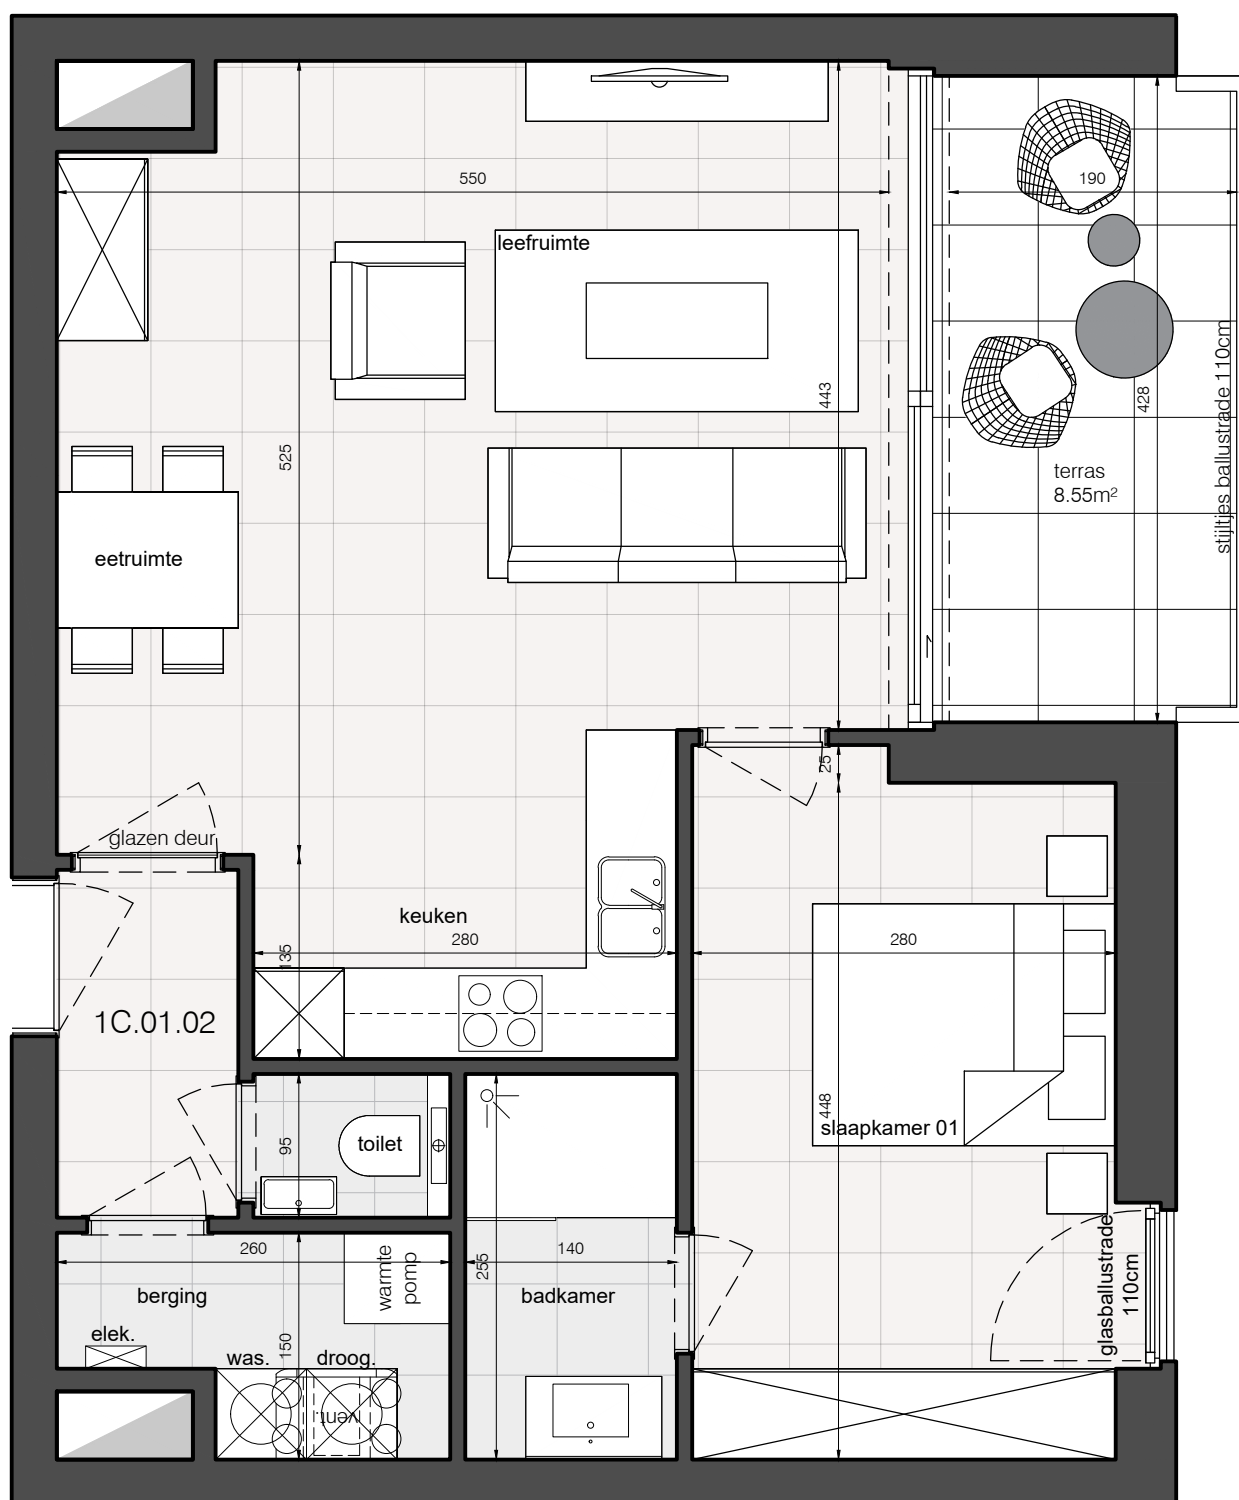 550
190
leefruimte
443
428
stijltjes ballustrade 110cm
525
terras
8.55m²
eetruimte
25
glazen deur
keuken
280
280
135
1C.01.02
448
slaapkamer 01
95
toilet
260
warmte
pomp
255
140
glasballustrade
110cm
berging
badkamer
elek.
150
was.
droog.
vent.